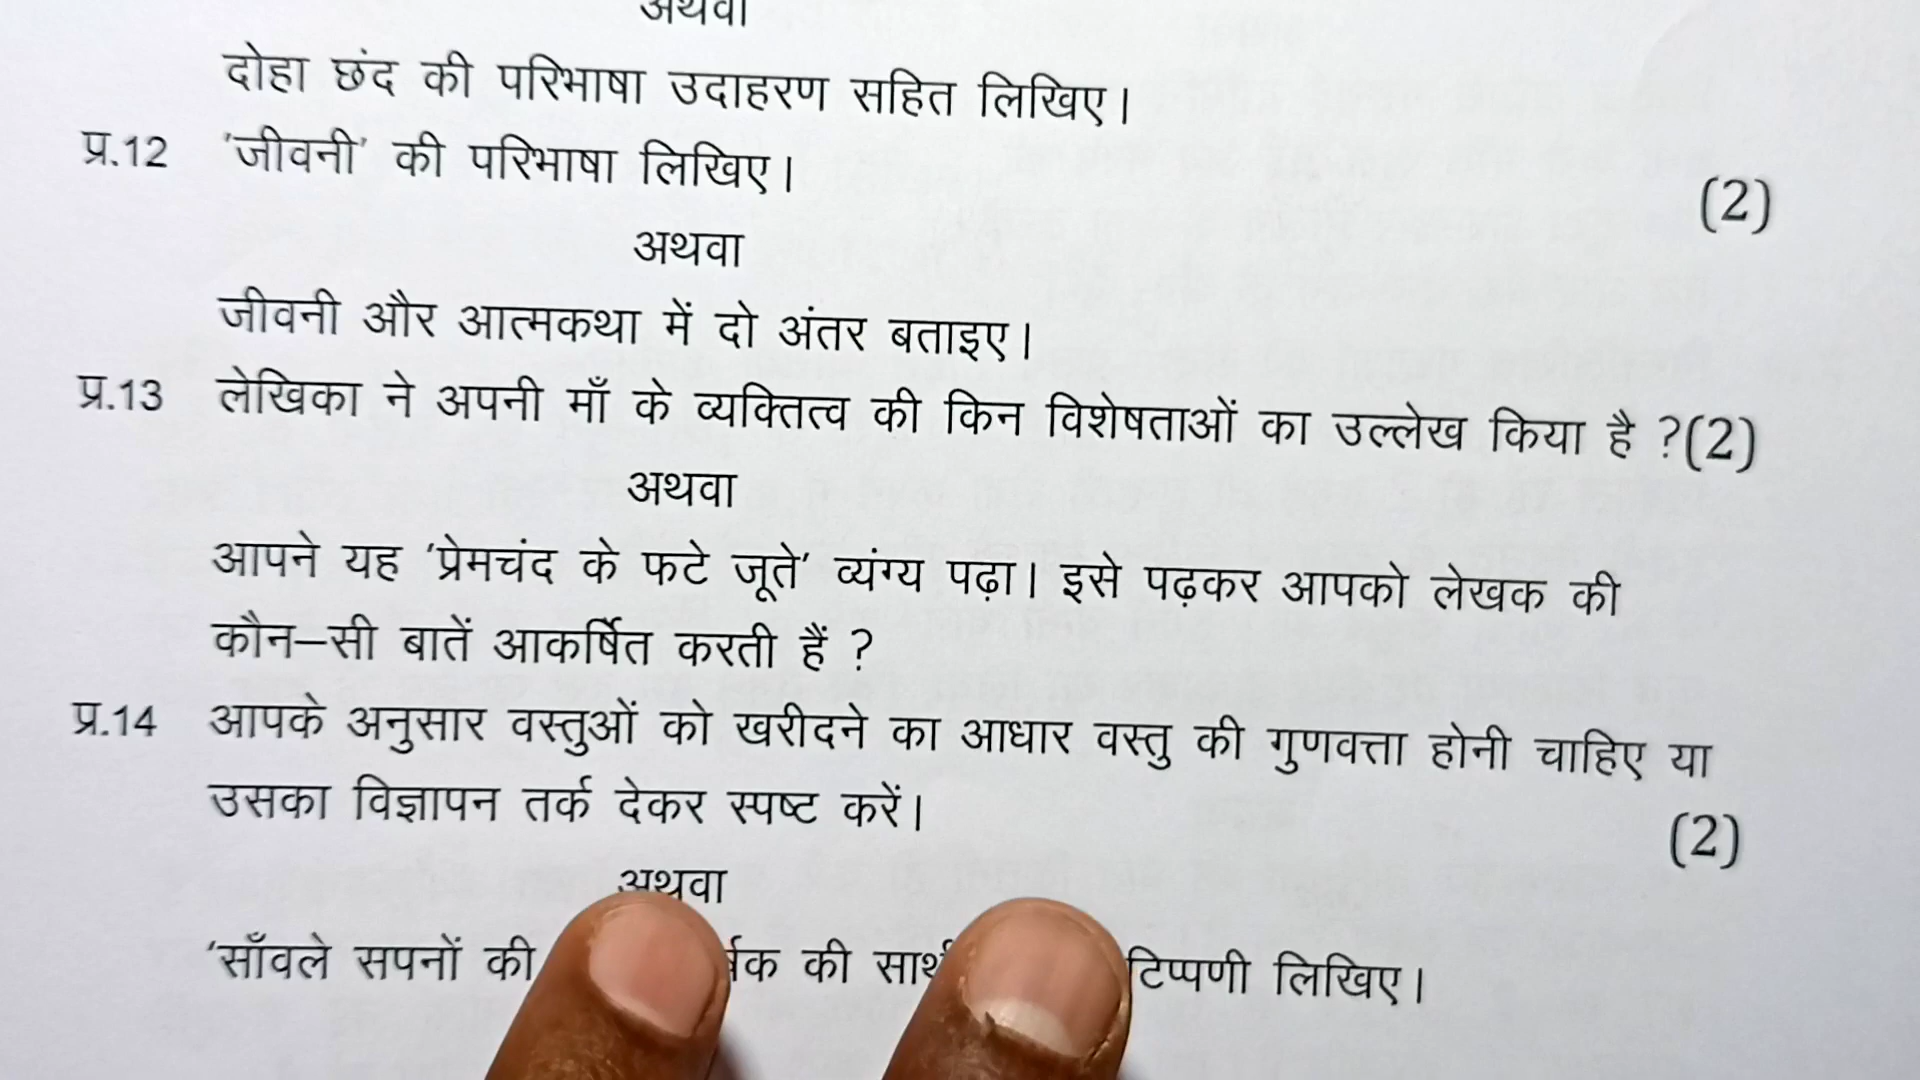 अथवा
दोहा छंद की परिभाषा उदाहरण सहित लिखिए।
प्र.12 'जीवनी' की परिभाषा लिखिए। (2)
अथवा
जीवनी और आत्मकथा में दो अंतर बताइए।
प्र.13 लेखिका ने अपनी माँ के व्यक्तित्व की किन विशेषताओं का उल्लेख किया है ?(2)
अथवा
आपने यह 'प्रेमचंद के फटे जूते' व्यंग्य पढ़ा। इसे पढ़कर आपको लेखक की
कौन–सी बातें आकर्षित करती हैं ?
प्र.14 आपके अनुसार वस्तुओं को खरीदने का आधार वस्तु की गुणवत्ता होनी चाहिए या
उसका विज्ञापन तर्क देकर स्पष्ट करें। (2)
अथवा
'साँवले सपनों की की टिप्पणी लिखिए।